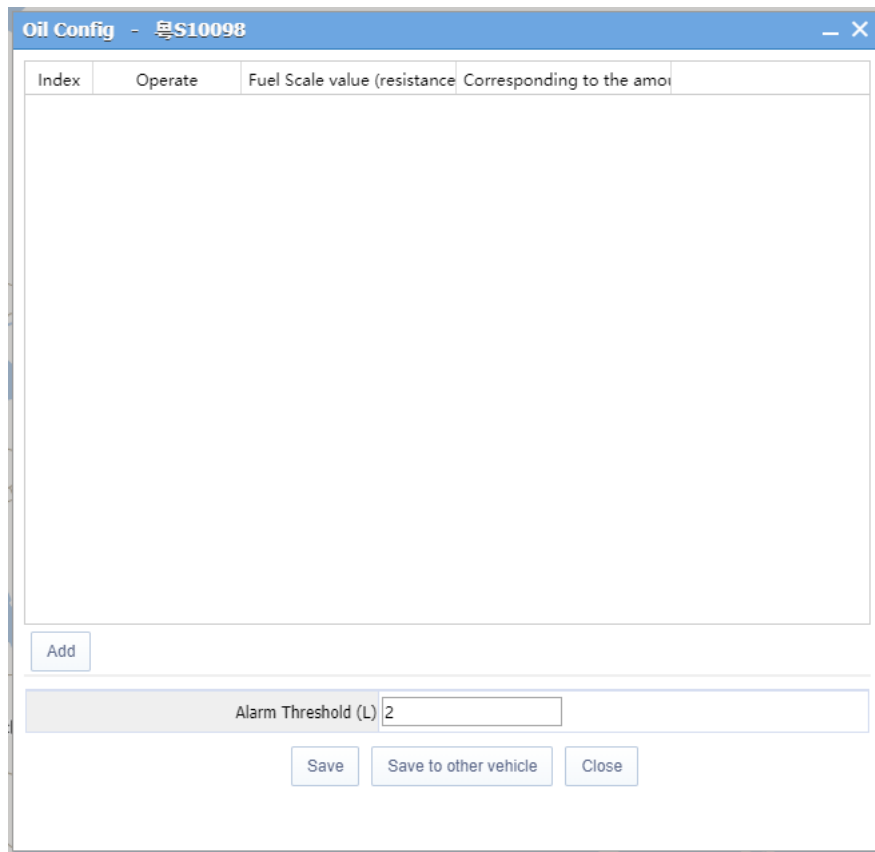 Oil Config - 粤S10098
Index Operate Fuel Scale value (resistance Corresponding to the amou
Add
Alarm Threshold (L) 2
Save Save to other vehicle Close